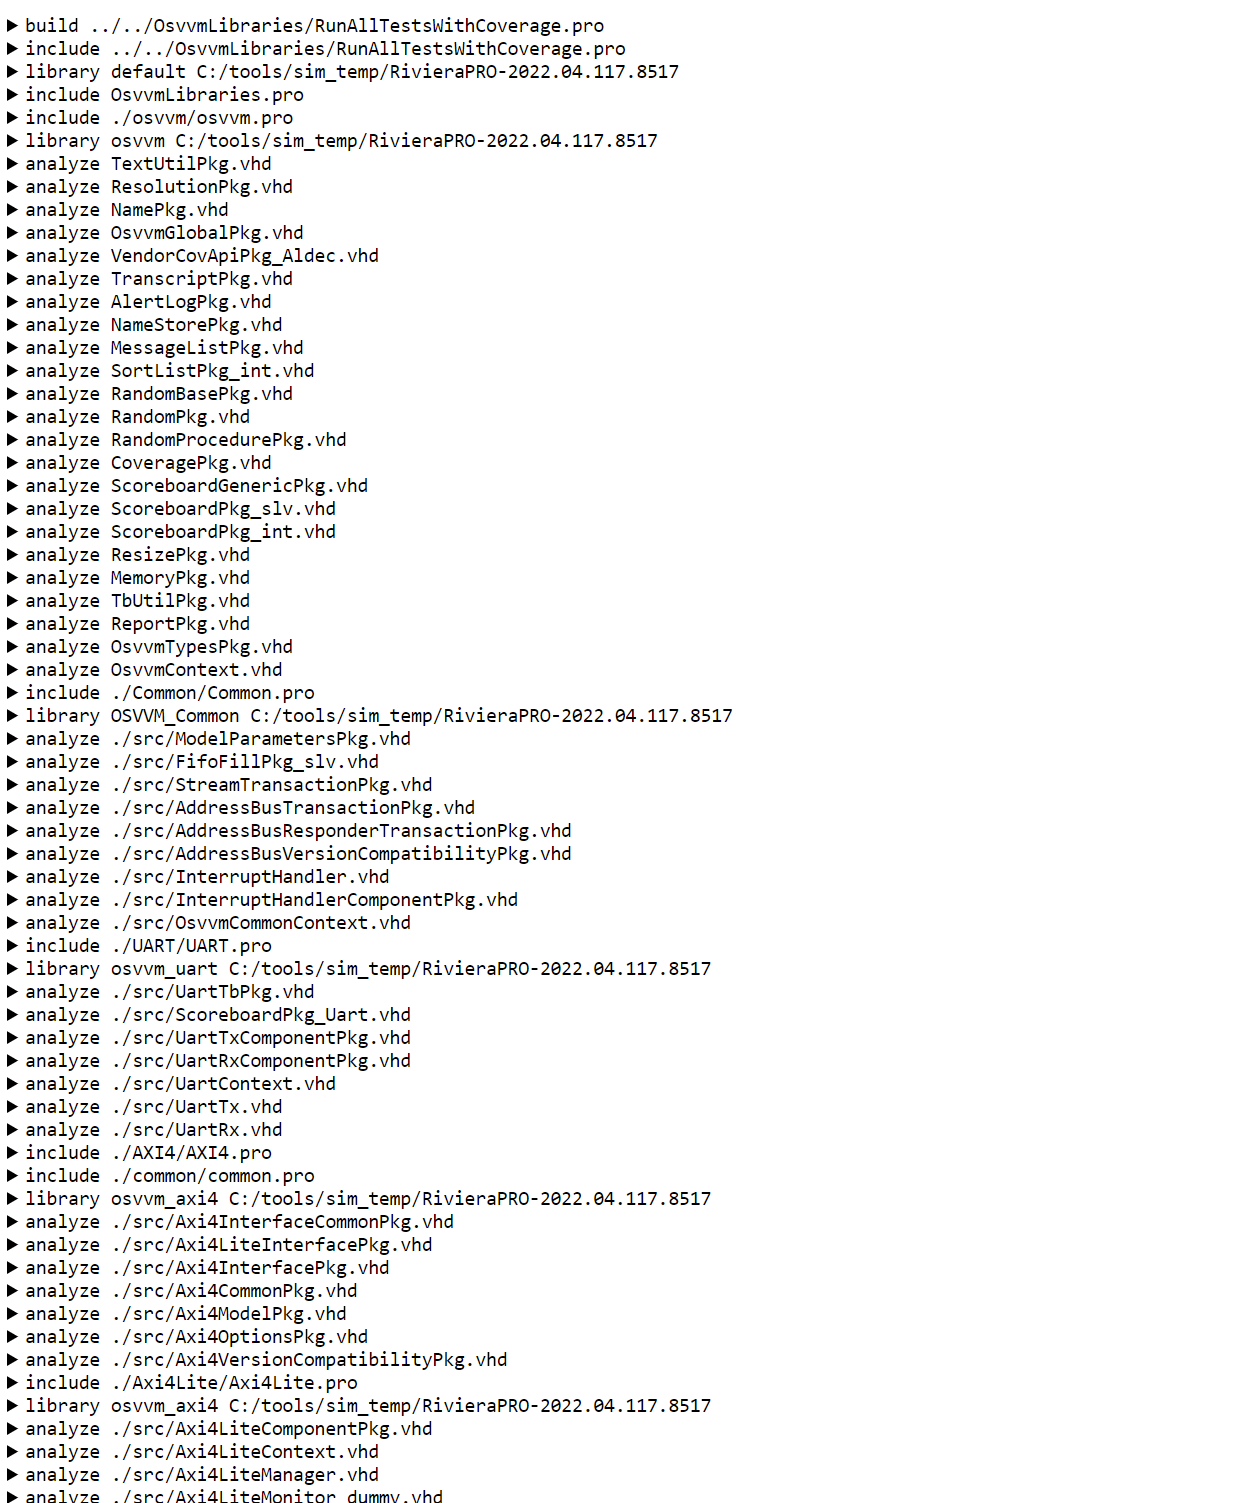 ▶ build ../../OsvvmLibraries/RunAllTestsWithCoverage.pro
▶ include ../../OsvvmLibraries/RunAllTestsWithCoverage.pro
▶ library default C:/tools/sim_temp/RivieraPRO-2022.04.117.8517
▶ include OsvvmLibraries.pro
▶ include ./osvvm/osvvm.pro
▶ library osvvm C:/tools/sim_temp/RivieraPRO-2022.04.117.8517
▶ analyze TextUtilPkg.vhd
▶ analyze ResolutionPkg.vhd
▶ analyze NamePkg.vhd
▶ analyze OsvvmGlobalPkg.vhd
▶ analyze VendorCovApiPkg_Aldec.vhd
▶ analyze TranscriptPkg.vhd
▶ analyze AlertLogPkg.vhd
▶ analyze NameStorePkg.vhd
▶ analyze MessageListPkg.vhd
▶ analyze SortListPkg_int.vhd
▶ analyze RandomBasePkg.vhd
▶ analyze RandomPkg.vhd
▶ analyze RandomProcedurePkg.vhd
▶ analyze CoveragePkg.vhd
▶ analyze ScoreboardGenericPkg.vhd
▶ analyze ScoreboardPkg_slv.vhd
▶ analyze ScoreboardPkg_int.vhd
▶ analyze ResizePkg.vhd
▶ analyze MemoryPkg.vhd
▶ analyze TbUtilPkg.vhd
▶ analyze ReportPkg.vhd
▶ analyze OsvvmTypesPkg.vhd
▶ analyze OsvvmContext.vhd
▶ include ./Common/Common.pro
▶ library OSVVM_Common C:/tools/sim_temp/RivieraPRO-2022.04.117.8517
▶ analyze ./src/ModelParametersPkg.vhd
▶ analyze ./src/FifoFillPkg_slv.vhd
▶ analyze ./src/StreamTransactionPkg.vhd
▶ analyze ./src/AddressBusTransactionPkg.vhd
▶ analyze ./src/AddressBusResponderTransactionPkg.vhd
▶ analyze ./src/AddressBusVersionCompatibilityPkg.vhd
▶ analyze ./src/InterruptHandler.vhd
▶ analyze ./src/InterruptHandlerComponentPkg.vhd
▶ analyze ./src/OsvvmCommonContext.vhd
▶ include ./UART/UART.pro
▶ library osvvm_uart C:/tools/sim_temp/RivieraPRO-2022.04.117.8517
▶ analyze ./src/UartTbPkg.vhd
▶ analyze ./src/ScoreboardPkg_Uart.vhd
▶ analyze ./src/UartTxComponentPkg.vhd
▶ analyze ./src/UartRxComponentPkg.vhd
▶ analyze ./src/UartContext.vhd
▶ analyze ./src/UartTx.vhd
▶ analyze ./src/UartRx.vhd
▶ include ./AXI4/AXI4.pro
▶ include ./common/common.pro
▶ library osvvm_axi4 C:/tools/sim_temp/RivieraPRO-2022.04.117.8517
▶ analyze ./src/Axi4InterfaceCommonPkg.vhd
▶ analyze ./src/Axi4LiteInterfacePkg.vhd
▶ analyze ./src/Axi4InterfacePkg.vhd
▶ analyze ./src/Axi4CommonPkg.vhd
▶ analyze ./src/Axi4ModelPkg.vhd
▶ analyze ./src/Axi4OptionsPkg.vhd
▶ analyze ./src/Axi4VersionCompatibilityPkg.vhd
▶ include ./Axi4Lite/Axi4Lite.pro
▶ library osvvm_axi4 C:/tools/sim_temp/RivieraPRO-2022.04.117.8517
▶ analyze ./src/Axi4LiteComponentPkg.vhd
▶ analyze ./src/Axi4LiteContext.vhd
▶ analyze ./src/Axi4LiteManager.vhd
▶ analyze ./src/Axi4LiteMonitor_dummy.vhd